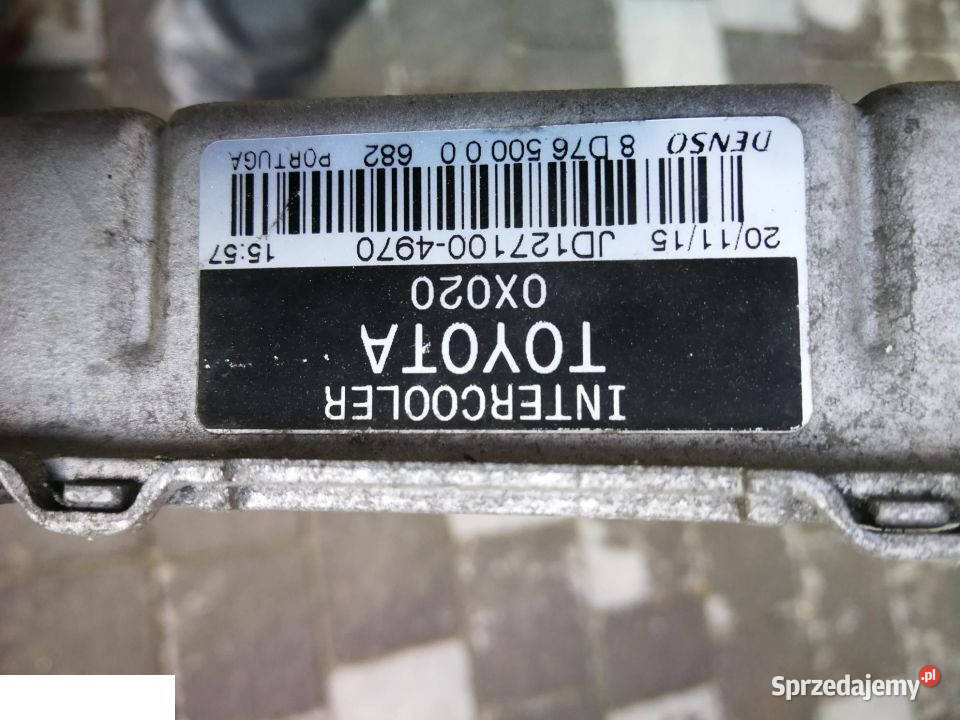 INTERCOOLER
TOYOTA
0X020
20/11/15 JD127100-4970 15:57
DENSO 8 D76 500.0 0 682 PORTUGA
Sprzedajemy.pl